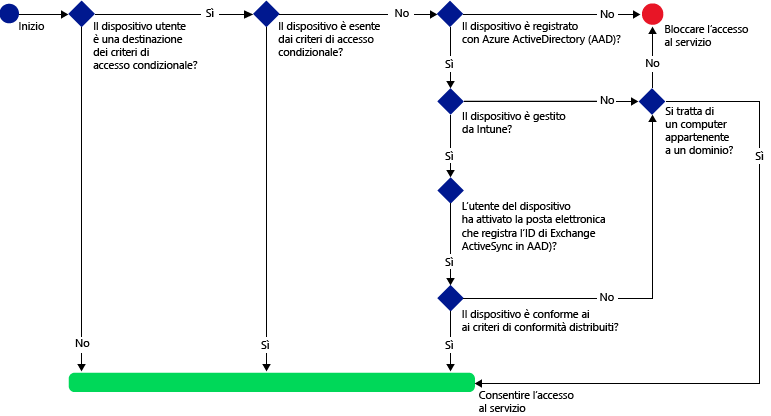 Inizio
Il dispositivo utente
è una destinazione
dei criteri di
accesso condizionale?
Sì
Il dispositivo è esente
dai criteri di accesso
condizionale?
No
Il dispositivo è registrato
con Azure ActiveDirectory (AAD)?
No
Bloccare l'accesso
al servizio
Sì
No
Il dispositivo è gestito
da Intune?
No
Si tratta di
un computer
appartenente
a un dominio?
Sì
Sì
L'utente del dispositivo
ha attivato la posta elettronica
che registra l'ID di Exchange
ActiveSync in AAD)?
Sì
Il dispositivo è conforme ai
ai criteri di conformità distribuiti?
No
No
Sì
Sì
Consentire l'accesso
al servizio